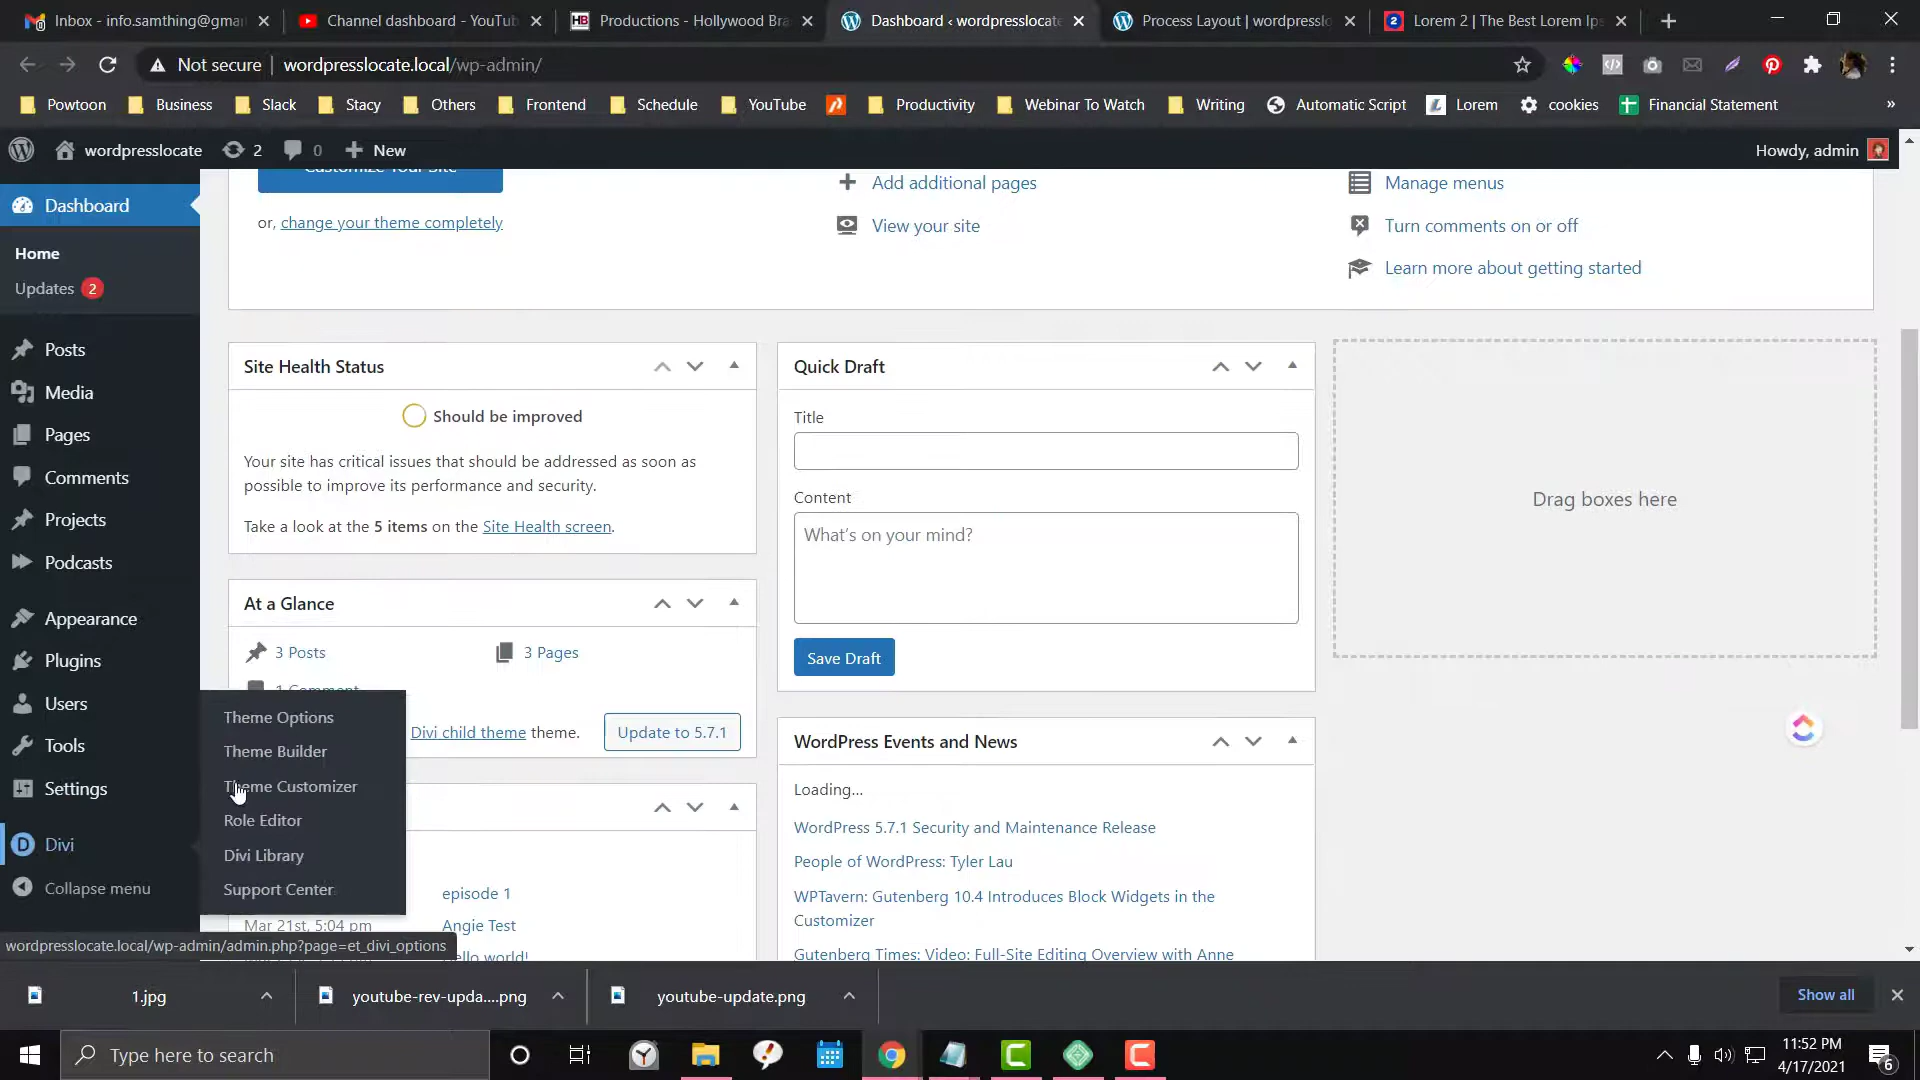 Inbox - info.samthing@gmai
Channel dashboard - YouTub
Productions - Hollywood Bra
Dashboard ‹ wordpresslocate
Process Layout | wordpresslo
Lorem 2 | The Best Lorem Ips
Not secure | wordpresslocate.local/wp-admin/
Powtoon
Business
Slack
Stacy
Others
Frontend
Schedule
YouTube
Productivity
Webinar To Watch
Writing
Automatic Script
Lorem
cookies
Financial Statement
»
wordpresslocate
2
0
New
Howdy, admin
Dashboard
Home
Updates 2
Posts
Media
Pages
Comments
Projects
Podcasts
Appearance
Plugins
Users
Tools
Settings
Divi
Collapse menu
Theme Options
Theme Builder
Theme Customizer
Role Editor
Divi Library
Support Center
Customize Your Site
or, change your theme completely
Add additional pages
View your site
Manage menus
Turn comments on or off
Learn more about getting started
Site Health Status
Should be improved
Your site has critical issues that should be addressed as soon as
possible to improve its performance and security.
Take a look at the 5 items on the Site Health screen.
At a Glance
3 Posts
3 Pages
1 Comment
Divi child theme theme.
Update to 5.7.1
episode 1
Mar 21st, 5:04 pm
Angie Test
Hello world!
Quick Draft
Title
Content
What's on your mind?
Save Draft
WordPress Events and News
Loading...
WordPress 5.7.1 Security and Maintenance Release
People of WordPress: Tyler Lau
WPTavern: Gutenberg 10.4 Introduces Block Widgets in the
Customizer
Gutenberg Times: Video: Full-Site Editing Overview with Anne
Drag boxes here
wordpresslocate.local/wp-admin/admin.php?page=et_divi_options
1.jpg
youtube-rev-upda....png
youtube-update.png
Show all
Type here to search
11:52 PM
4/17/2021
6